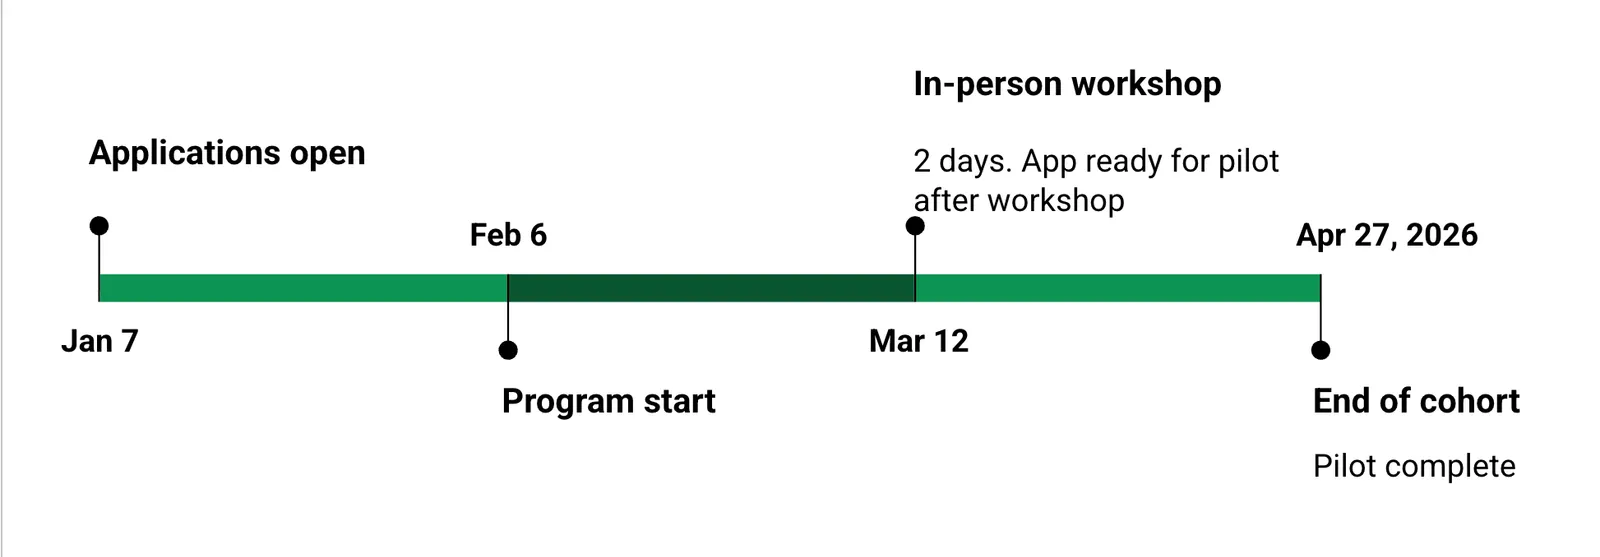 In-person workshop
Applications open
2 days. App ready for pilot
after workshop
Feb 6
Apr 27, 2026
Jan 7
Mar 12
Program start
End of cohort
Pilot complete